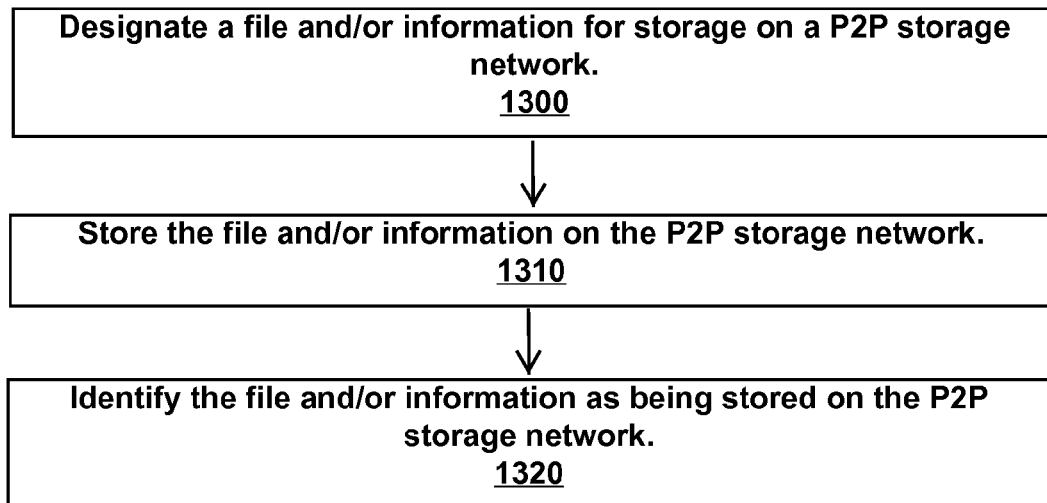 Designate a file and/or information for storage on a P2P storage
network.
1300
Store the file and/or information on the P2P storage network.
1310
Identify the file and/or information as being stored on the P2P
storage network.
1320